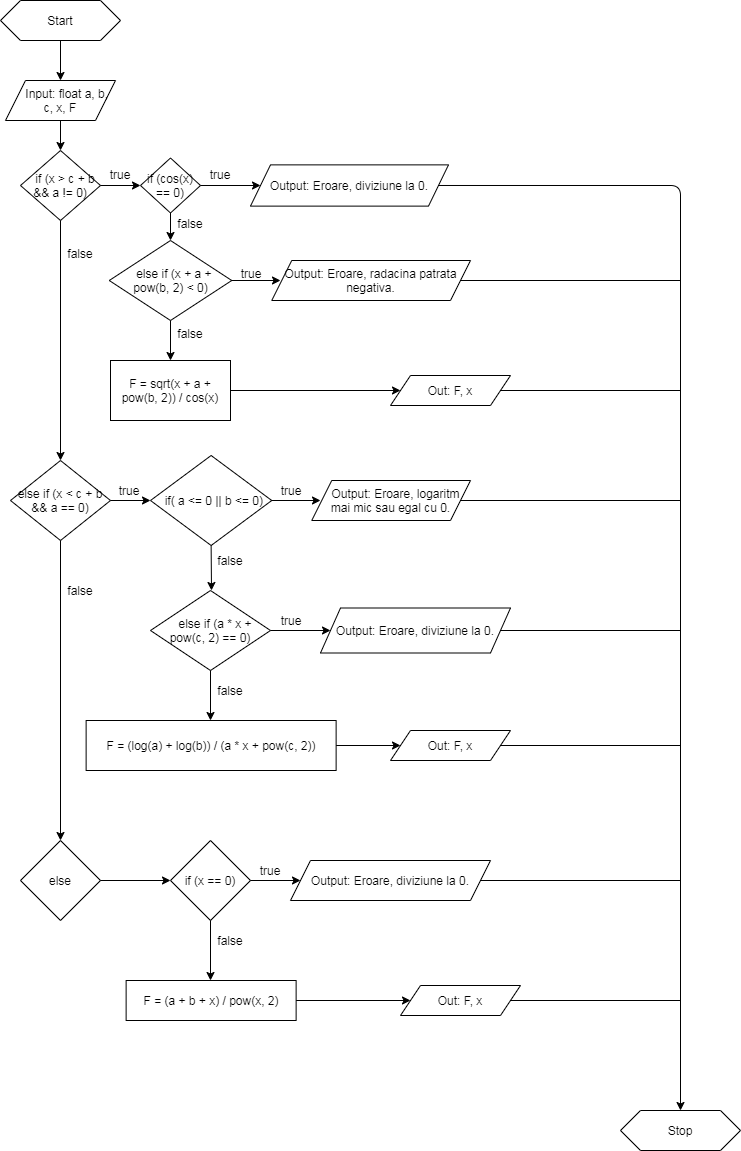 Start
Input: float a, b,
c, x, F
if (x > c + b
&& a != 0)
true
if (cos(x)
== 0)
true
Output: Eroare, diviziune la 0.
false
false
else if (x + a +
pow(b, 2) < 0)
true
Output: Eroare, radacina patrata
negativa.
false
F = sqrt(x + a +
pow(b, 2)) / cos(x)
Out: F, x
else if (x < c + b
&& a == 0)
true
if( a <= 0 || b <= 0)
true
Output: Eroare, logaritm
mai mic sau egal cu 0.
false
false
else if (a * x +
pow(c, 2) == 0)
true
Output: Eroare, diviziune la 0.
false
F = (log(a) + log(b)) / (a * x + pow(c, 2))
Out: F, x
else
if (x == 0)
true
Output: Eroare, diviziune la 0.
false
F = (a + b + x) / pow(x, 2)
Out: F, x
Stop